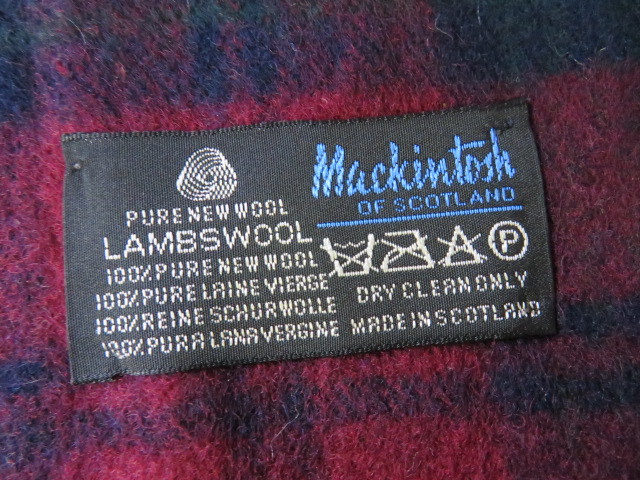 PURE NEW WOOL
LAMBSWOOL
100% PURE NEW WOOL
100% PURE LAINE VIERGE
100% REINE SCHURWOLLE
100% PURA LANA VERGINE
Mackintosh
OF SCOTLAND
P
DRY CLEAN ONLY
MADE IN SCOTLAND